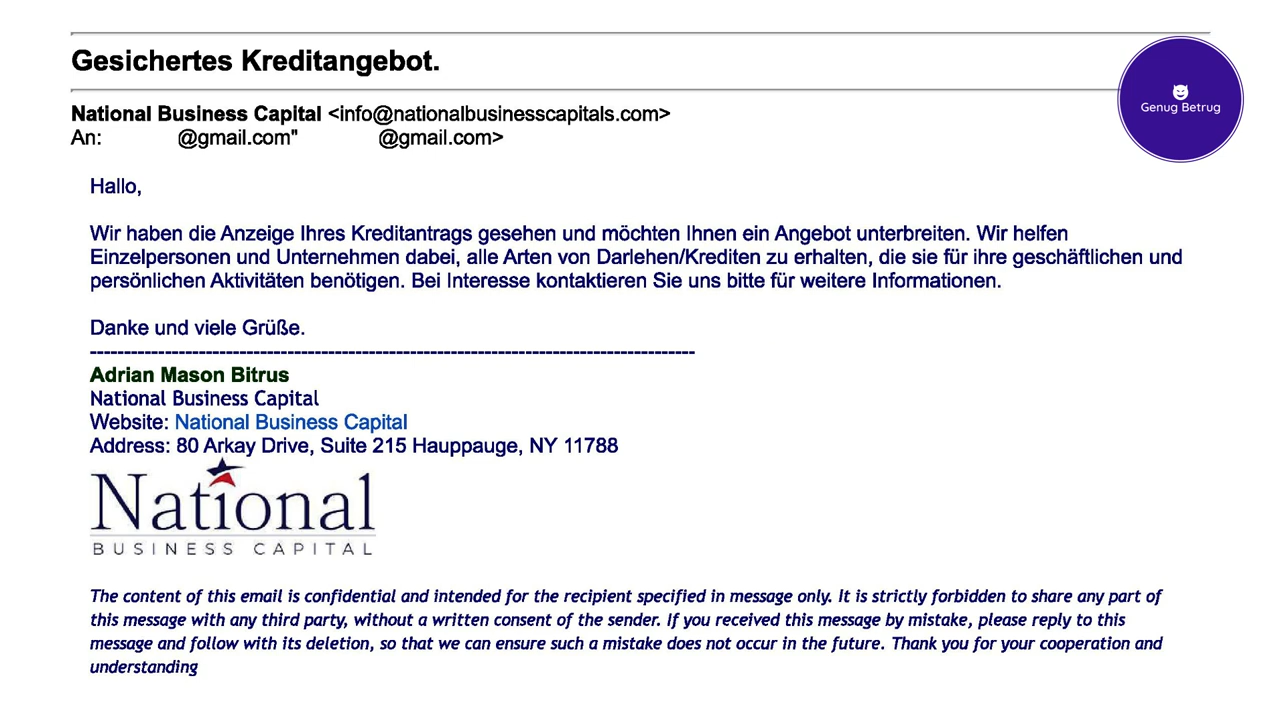 Gesichertes Kreditangebot.
Genug Betrug
National Business Capital <info@nationalbusinesscapitals.com>
An: @gmail.com" @gmail.com>
Hallo,
Wir haben die Anzeige Ihres Kreditantrags gesehen und möchten Ihnen ein Angebot unterbreiten. Wir helfen
Einzelpersonen und Unternehmen dabei, alle Arten von Darlehen/Krediten zu erhalten, die sie für ihre geschäftlichen und
persönlichen Aktivitäten benötigen. Bei Interesse kontaktieren Sie uns bitte für weitere Informationen.
Danke und viele Grüße.
-----------------------------------------------------------------------------------------
Adrian Mason Bitrus
National Business Capital
Website: National Business Capital
Address: 80 Arkay Drive, Suite 215 Hauppauge, NY 11788
National
BUSINESS CAPITAL
The content of this email is confidential and intended for the recipient specified in message only. It is strictly forbidden to share any part of
this message with any third party, without a written consent of the sender. If you received this message by mistake, please reply to this
message and follow with its deletion, so that we can ensure such a mistake does not occur in the future. Thank you for your cooperation and
understanding